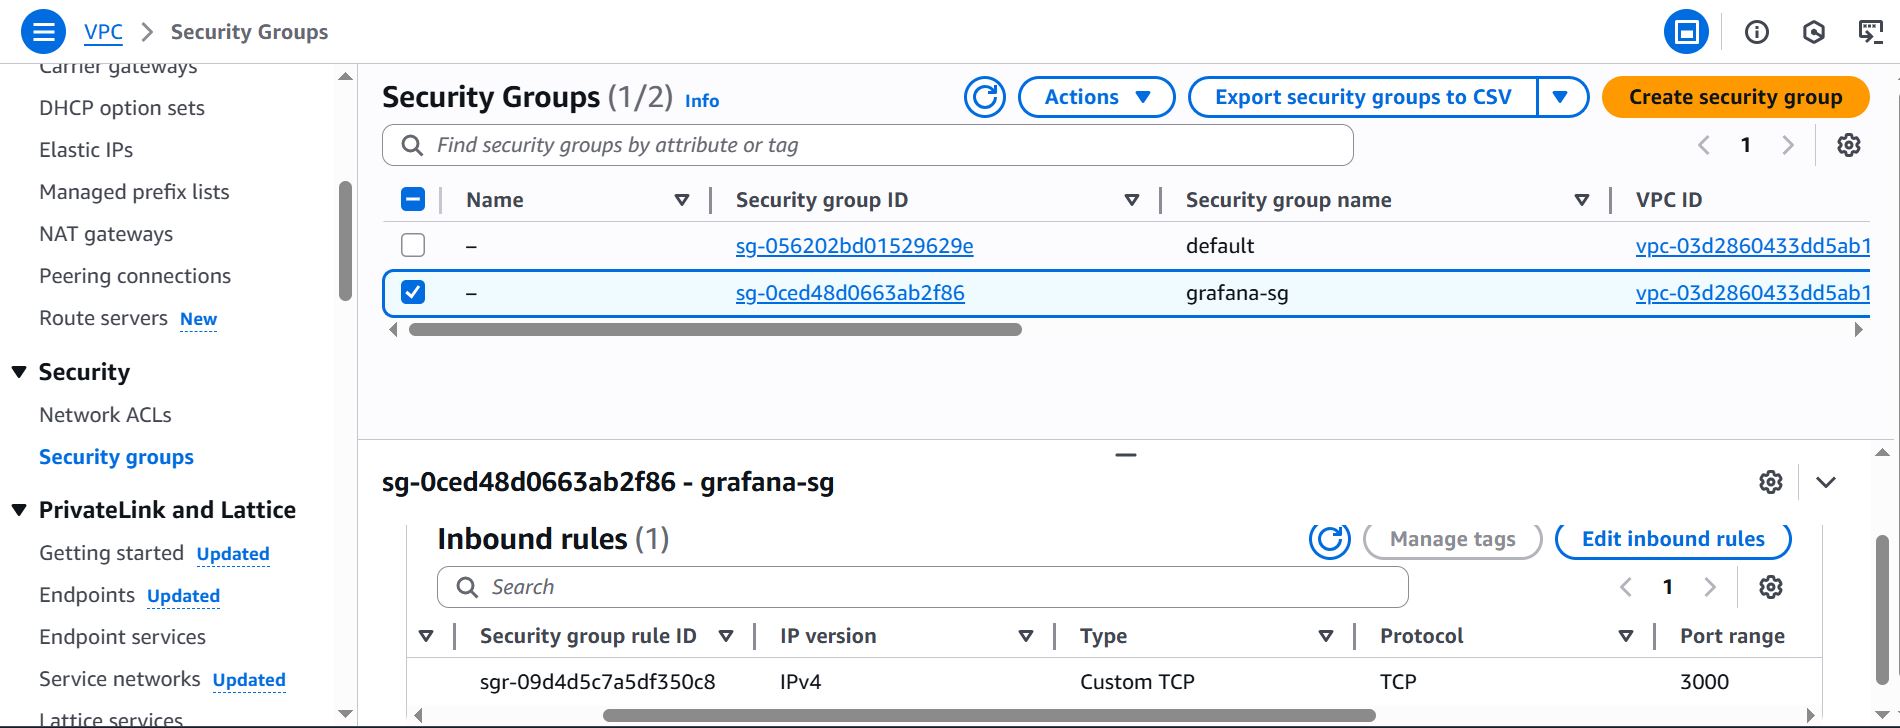 VPC > Security Groups
Carrier gateways
DHCP option sets
Elastic IPs
Managed prefix lists
NAT gateways
Peering connections
Route servers New
Security
Network ACLs
Security groups
PrivateLink and Lattice
Getting started Updated
Endpoints Updated
Endpoint services
Service networks Updated
Lattice services
Security Groups (1/2) Info
Actions
Export security groups to CSV
Create security group
Find security groups by attribute or tag
1
Name Security group ID Security group name VPC ID
– sg-056202bd01529629e default vpc-03d2860433dd5ab1
– sg-0ced48d0663ab2f86 grafana-sg vpc-03d2860433dd5ab1
sg-0ced48d0663ab2f86 - grafana-sg
Inbound rules (1)
Manage tags
Edit inbound rules
Search
1
Security group rule ID IP version Type Protocol Port range
sgr-09d4d5c7a5df350c8 IPv4 Custom TCP TCP 3000